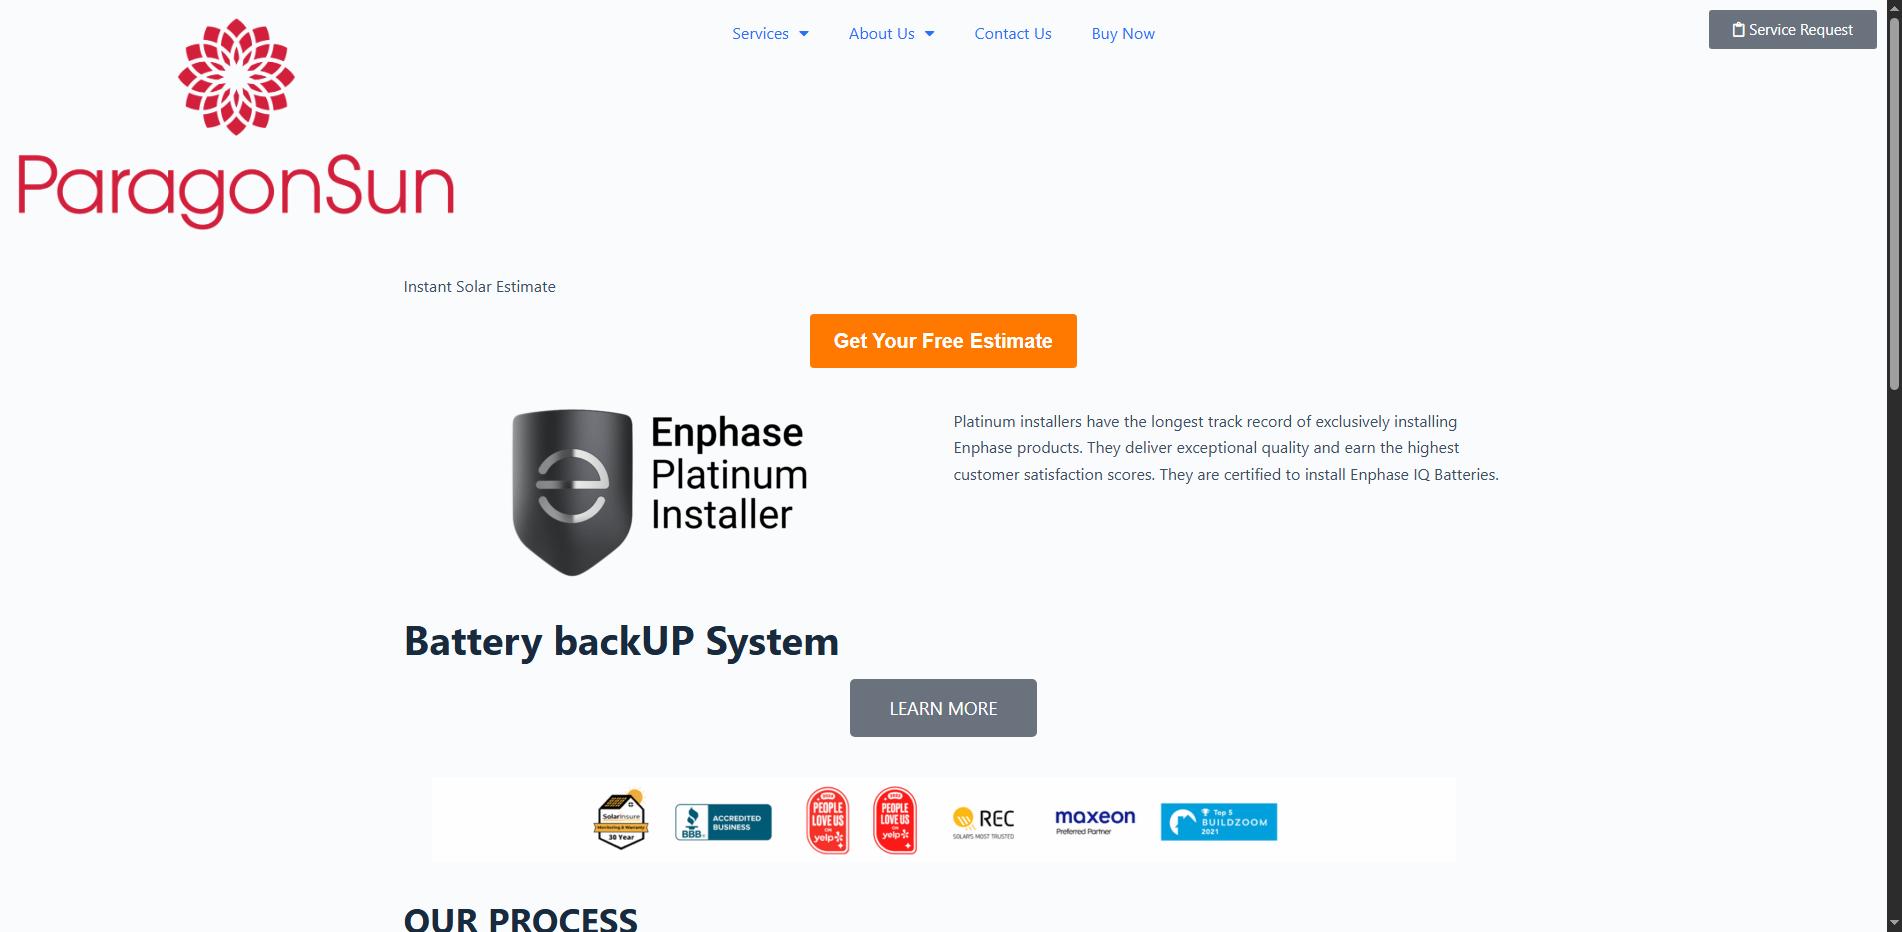 Services
About Us
Contact Us
Buy Now
Service Request
ParagonSun
Instant Solar Estimate
Get Your Free Estimate
Enphase
Platinum
Installer
Platinum installers have the longest track record of exclusively installing
Enphase products. They deliver exceptional quality and earn the highest
customer satisfaction scores. They are certified to install Enphase IQ Batteries.
Battery backUP System
LEARN MORE
SolarInsure
Monitoring & Warranty
30 Year
BBB
ACCREDITED
BUSINESS
PEOPLE
LOVE US
ON
yelp
PEOPLE
LOVE US
ON
yelp
REC
SOLAR'S MOST TRUSTED
maxeon
Preferred Partner
Top 5
BUILDZOOM
2021
OUR PROCESS